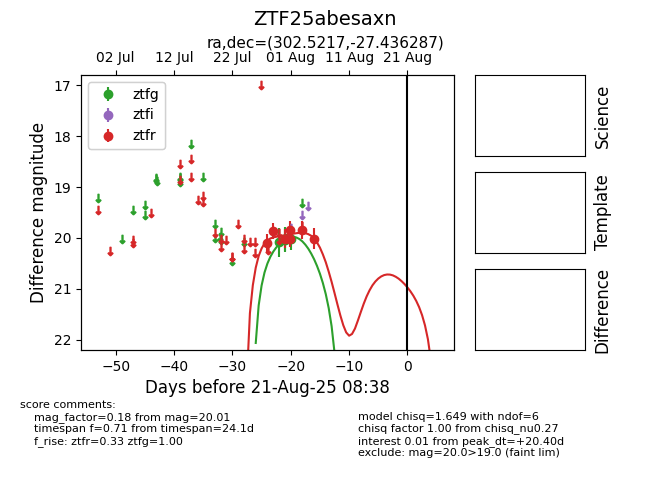 ZTF25abesaxn
ra,dec=(302.5217,-27.436287)
02 Jul 12 Jul 22 Jul 01 Aug 11 Aug 21 Aug
ztfg
ztfi
ztfr
17
18
19
20
21
22
Difference magnitude
−50 −40 −30 −20 −10 0
Days before 21-Aug-25 08:38
Science
Template
Difference
score comments:
mag_factor=0.18 from mag=20.01
timespan f=0.71 from timespan=24.1d
f_rise: ztfr=0.33 ztfg=1.00
model chisq=1.649 with ndof=6
chisq factor 1.00 from chisq_nu0.27
interest 0.01 from peak_dt=+20.40d
exclude: mag=20.0>19.0 (faint lim)